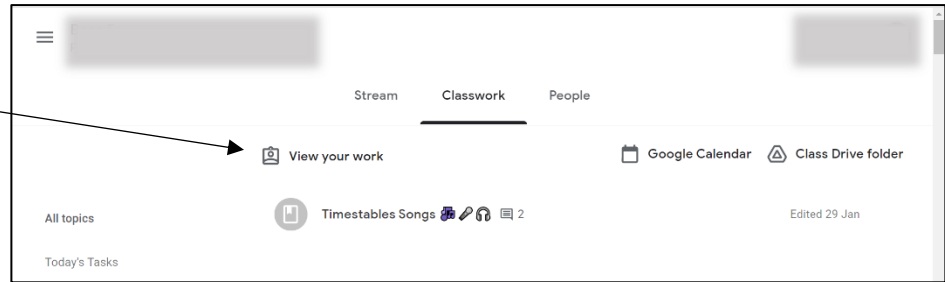 Stream Classwork People
View your work Google Calendar Class Drive folder
All topics Timestables Songs 🎶🎤🎧 2 Edited 29 Jan
Today's Tasks